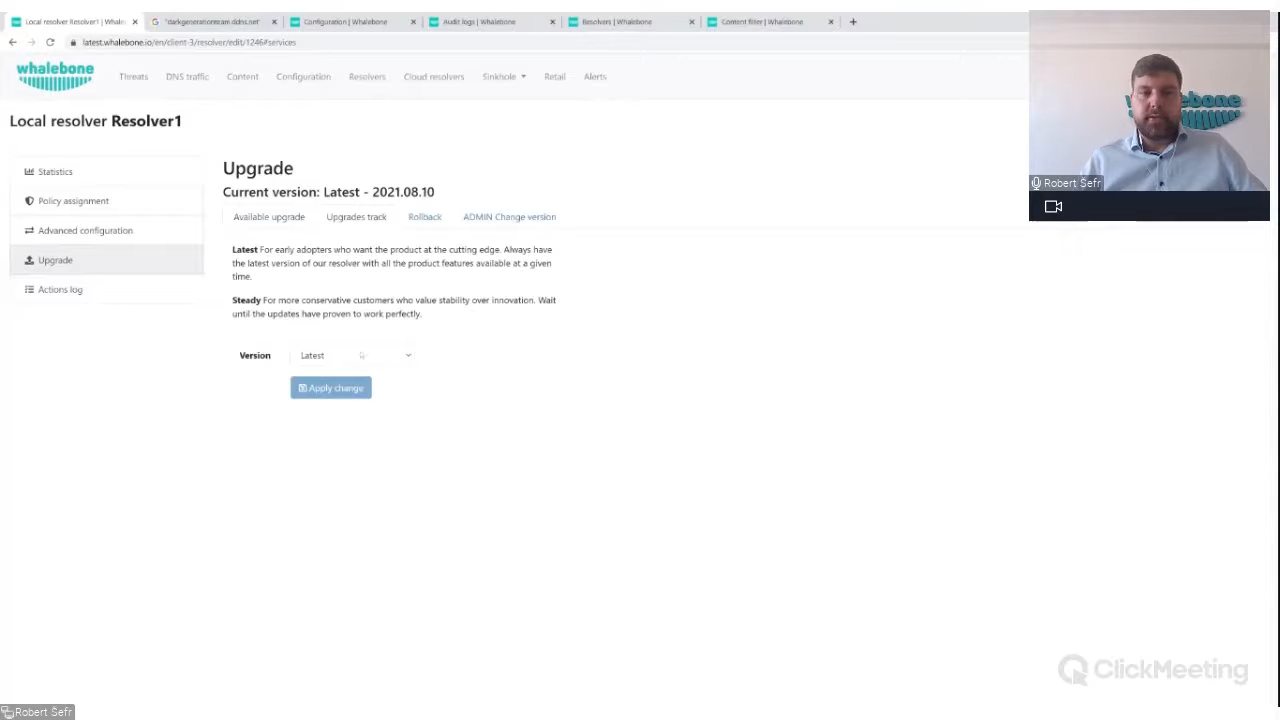 Local resolver Resolver1 | Whale
"darkgenerationscam.ddns.net"
Configuration | Whalebone
Audit logs | Whalebone
Resolvers | Whalebone
Content filter | Whalebone
latest.whalebone.io/en/client-3/resolver/edit/1246#services
whalebone
Threats
DNS traffic
Content
Configuration
Resolvers
Cloud resolvers
Sinkhole
Retail
Alerts
whalebone
Robert Šefr
Local resolver Resolver1
Statistics
Policy assignment
Advanced configuration
Upgrade
Actions log
Upgrade
Current version: Latest - 2021.08.10
Available upgrade
Upgrades track
Rollback
ADMIN Change version
Latest For early adopters who want the product at the cutting edge. Always have
the latest version of our resolver with all the product features available at a given
time.
Steady For more conservative customers who value stability over innovation. Wait
until the updates have proven to work perfectly.
Version
Latest
Apply change
ClickMeeting
Robert Šefr